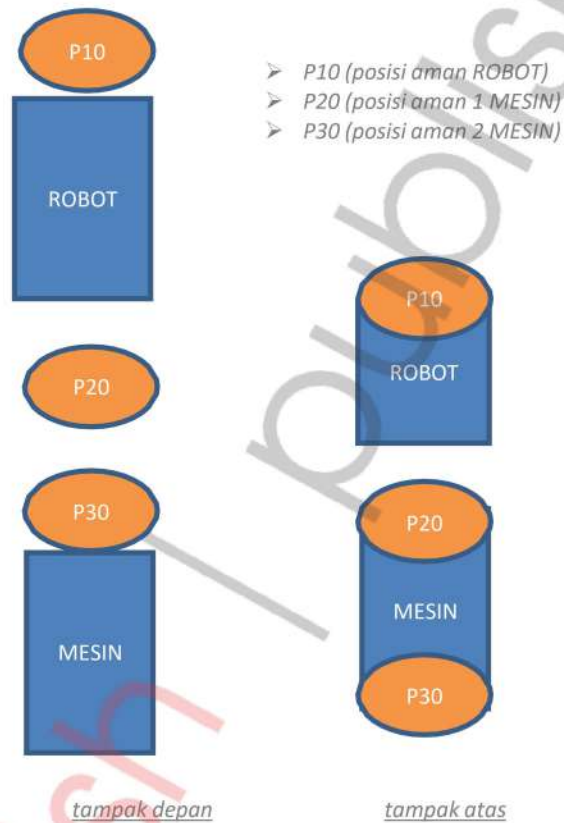 P10
➢ P10 (posisi aman ROBOT)
➢ P20 (posisi aman 1 MESIN)
➢ P30 (posisi aman 2 MESIN)
ROBOT
P20
P30
MESIN
tampak depan
P10
ROBOT
P20
MESIN
P30
tampak atas